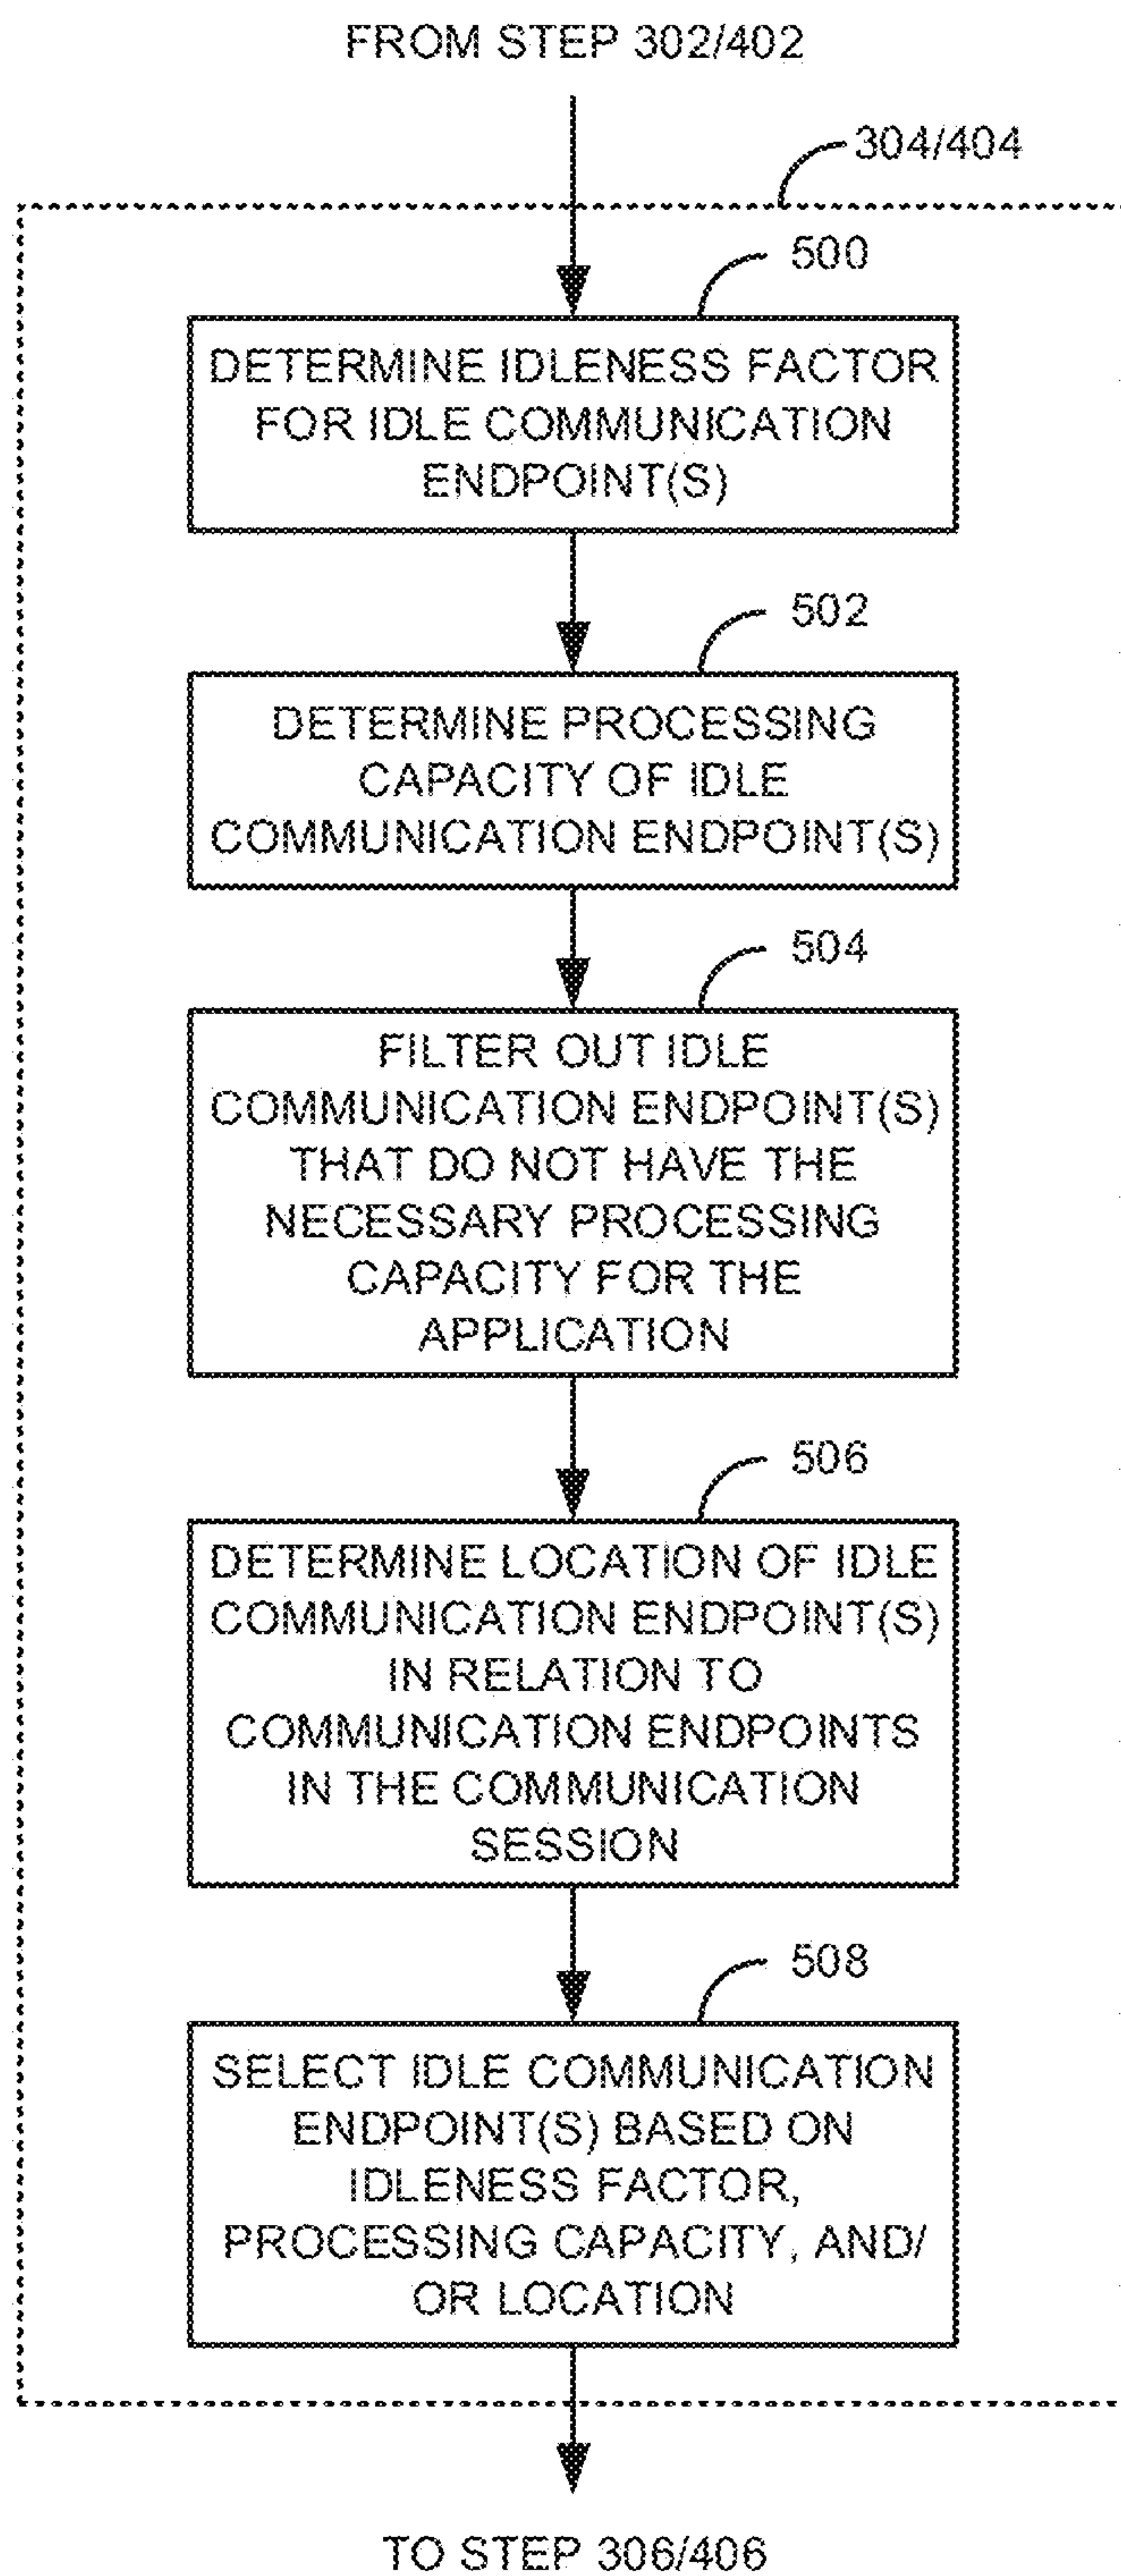 FROM STEP 302/402
304/404
500
DETERMINE IDLENESS FACTOR
FOR IDLE COMMUNICATION
ENDPOINT(S)
502
DETERMINE PROCESSING
CAPACITY OF IDLE
COMMUNICATION ENDPOINT(S)
504
FILTER OUT IDLE
COMMUNICATION ENDPOINT(S)
THAT DO NOT HAVE THE
NECESSARY PROCESSING
CAPACITY FOR THE
APPLICATION
506
DETERMINE LOCATION OF IDLE
COMMUNICATION ENDPOINT(S)
IN RELATION TO
COMMUNICATION ENDPOINTS
IN THE COMMUNICATION
SESSION
508
SELECT IDLE COMMUNICATION
ENDPOINT(S) BASED ON
IDLENESS FACTOR,
PROCESSING CAPACITY, AND/
OR LOCATION
TO STEP 306/406